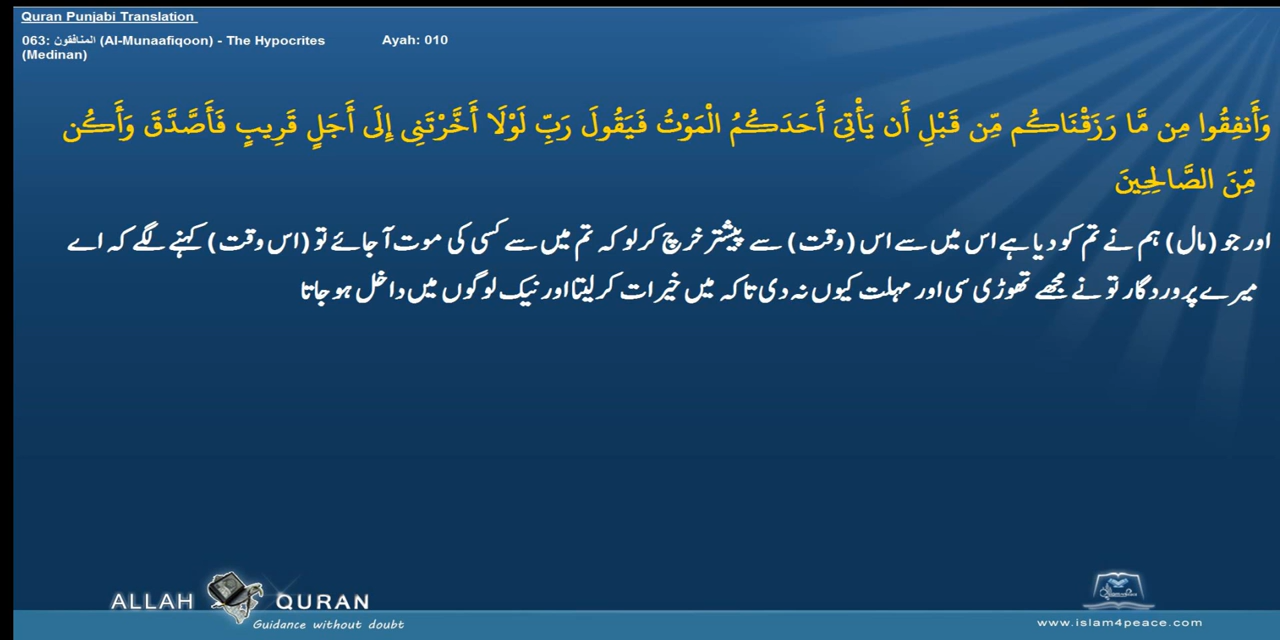 Quran Punjabi Translation
063: المنافقون (Al-Munaafiqoon) - The Hypocrites Ayah: 010
(Medinan)
وَأَنفِقُوا مِن مَّا رَزَقْنَاكُم مِّن قَبْلِ أَن يَأْتِىَ أَحَدَكُمُ الْمَوْتُ فَيَقُولَ رَبِّ لَوْلَا أَخَّرْتَنِى إِلَى أَجَلٍ قَرِيبٍ فَأَصَّدَّقَ وَأَكُن
مِّنَ الصَّالِحِينَ
اور جو (مال) ہم نے تم کو دیا ہے اس میں سے اس (وقت) سے پیشتر خرچ کرلو کہ تم میں سے کسی کی موت آجائے تو (اس وقت) کہنے لگے کہ اے
میرے پروردگار تو نے مجھے تھوڑی سی اور مہلت کیوں نہ دی تاکہ میں خیرات کرلیتا اور نیک لوگوں میں داخل ہوجاتا
ALLAH QURAN
Guidance without doubt
www.islam4peace.com